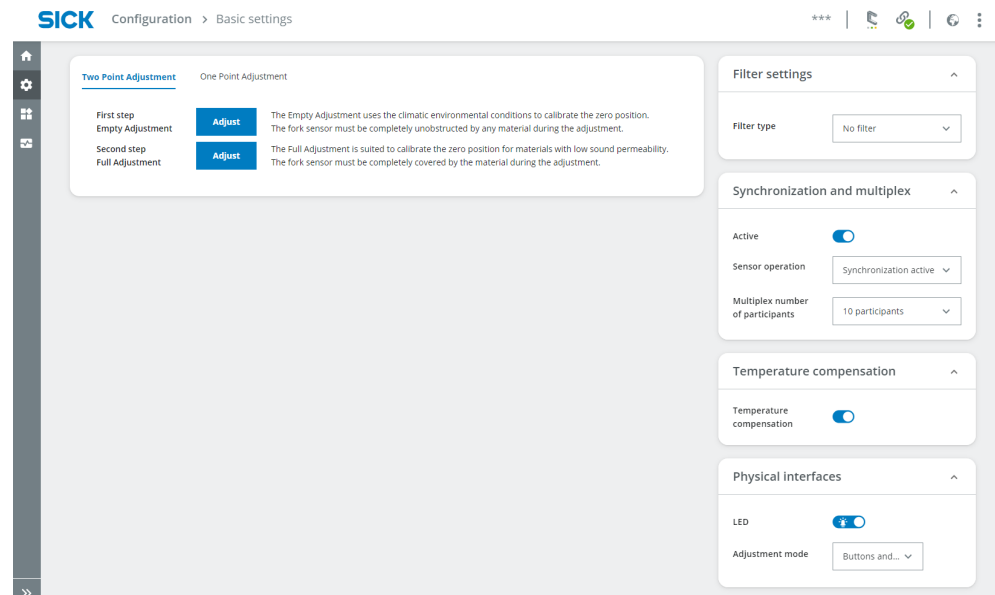 SICK Configuration > Basic settings ***
Two Point Adjustment One Point Adjustment
First step
Empty Adjustment
Adjust
The Empty Adjustment uses the climatic environmental conditions to calibrate the zero position.
The fork sensor must be completely unobstructed by any material during the adjustment.
Second step
Full Adjustment
Adjust
The Full Adjustment is suited to calibrate the zero position for materials with low sound permeability.
The fork sensor must be completely covered by the material during the adjustment.
Filter settings
Filter type No filter
Synchronization and multiplex
Active
Sensor operation Synchronization active
Multiplex number
of participants
10 participants
Temperature compensation
Temperature
compensation
Physical interfaces
LED
Adjustment mode Buttons and...